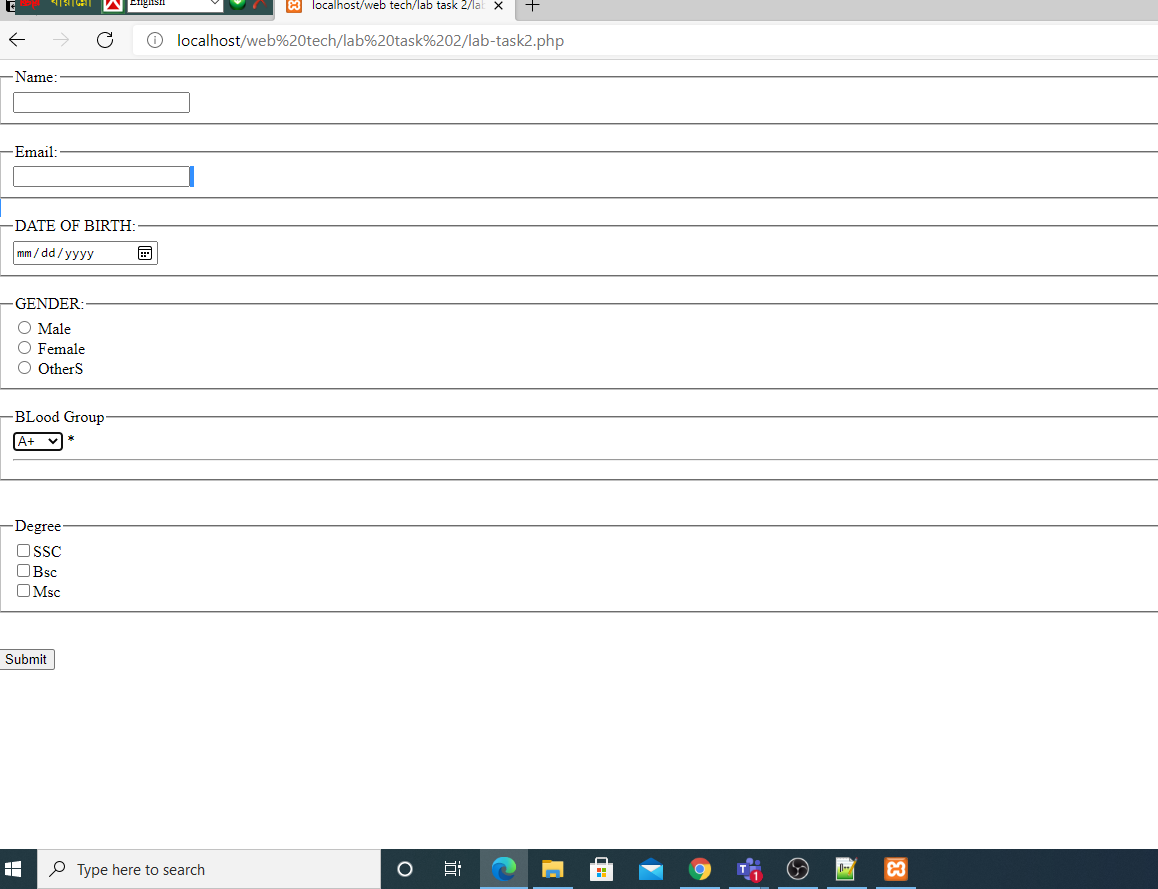 English
localhost/web tech/lab task 2/lab
localhost/web%20tech/lab%20task%202/lab-task2.php
Name:
Email:
DATE OF BIRTH:
mm/dd/yyyy
GENDER:
Male
Female
OtherS
BLood Group
A+ *
Degree
SSC
Bsc
Msc
Submit
Type here to search
1